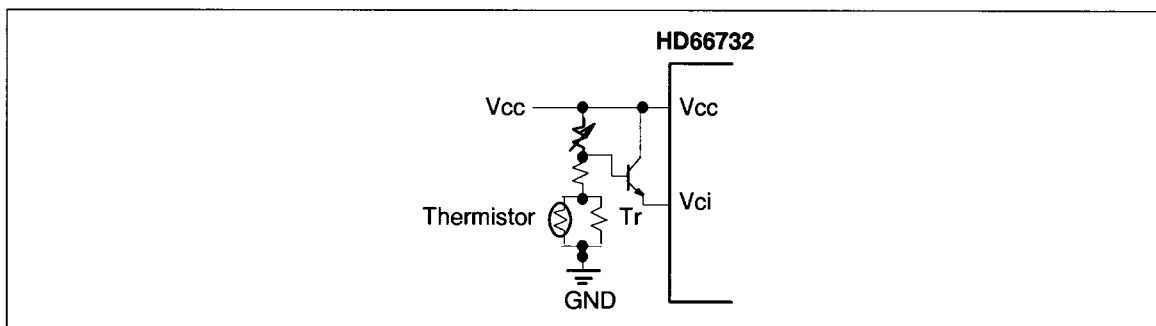 HD66732
Vcc
Vcc
Thermistor
Tr
Vci
GND